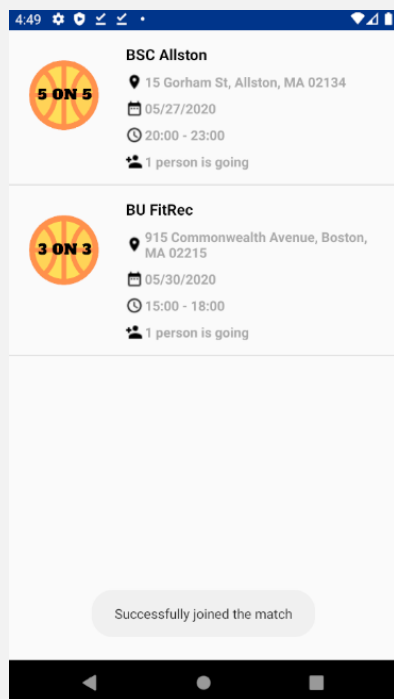 4:49
BSC Allston
5 ON 5
15 Gorham St, Allston, MA 02134
05/27/2020
20:00 - 23:00
1 person is going
BU FitRec
3 ON 3
915 Commonwealth Avenue, Boston,
MA 02215
05/30/2020
15:00 - 18:00
1 person is going
Successfully joined the match